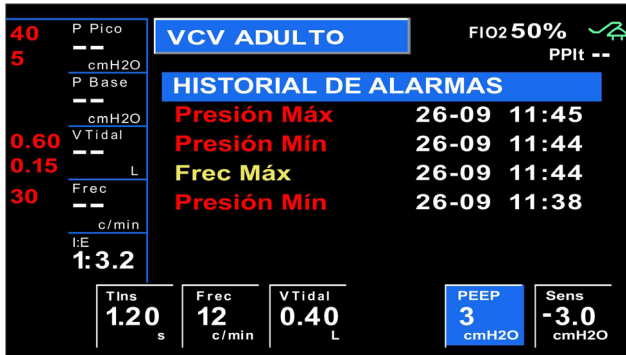 40
5
P Pico
--
cmH2O
P Base
--
cmH2O
0.60
0.15
VTidal
--
L
30
Frec
--
c/min
I:E
1:3.2
VCV ADULTO
FIO2 50%
PPlt --
HISTORIAL DE ALARMAS
Presión Máx 26-09 11:45
Presión Mín 26-09 11:44
Frec Máx 26-09 11:44
Presión Mín 26-09 11:38
TIns
1.20
s
Frec
12
c/min
VTidal
0.40
L
PEEP
3
cmH2O
Sens
-3.0
cmH2O